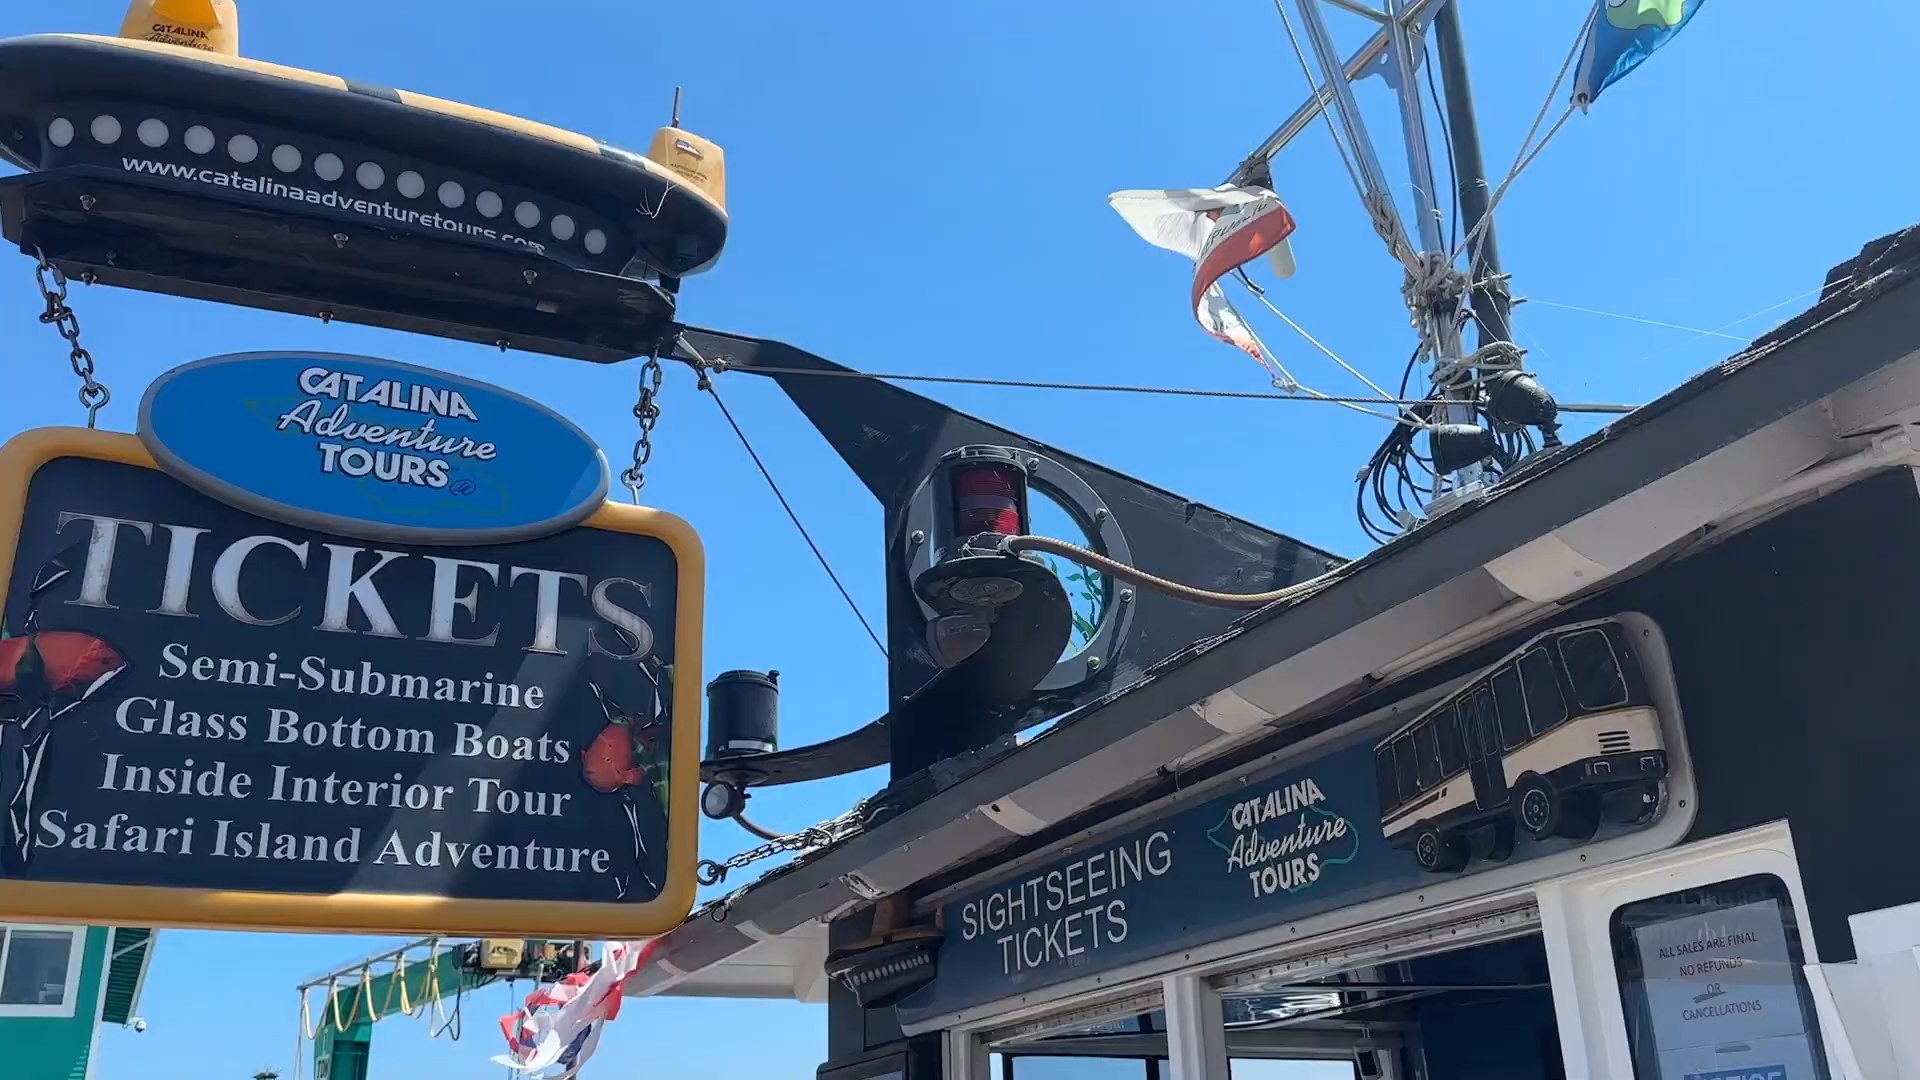 CATALINA
Adventure
www.catalinaadventuretours.com
CATALINA
Adventure
TOURS
TICKETS
Semi-Submarine
Glass Bottom Boats
Inside Interior Tour
Safari Island Adventure
SIGHTSEEING
TICKETS
CATALINA
Adventure
TOURS
ALL SALES ARE FINAL
NO REFUNDS
OR
CANCELLATIONS
NOTICE